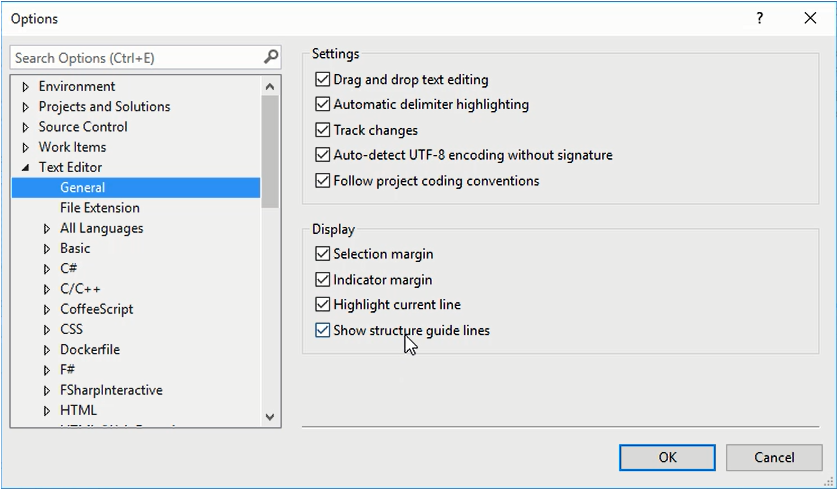 Options
?
Search Options (Ctrl+E)
Environment
Projects and Solutions
Source Control
Work Items
Text Editor
General
File Extension
All Languages
Basic
C#
C/C++
CoffeeScript
CSS
Dockerfile
F#
FSharpInteractive
HTML
Settings
Drag and drop text editing
Automatic delimiter highlighting
Track changes
Auto-detect UTF-8 encoding without signature
Follow project coding conventions
Display
Selection margin
Indicator margin
Highlight current line
Show structure guide lines
OK
Cancel